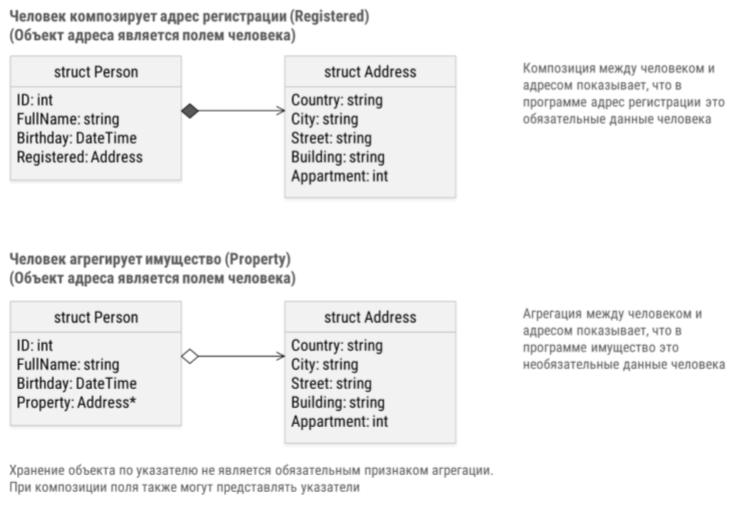 Человек композирует адрес регистрации (Registered)
(Объект адреса является полем человека)
struct Person
ID: int
FullName: string
Birthday: DateTime
Registered: Address
struct Address
Country: string
City: string
Street: string
Building: string
Appartment: int
Композиция между человеком и
адресом показывает, что в
программе адрес регистрации это
обязательные данные человека
Человек агрегирует имущество (Property)
(Объект адреса является полем человека)
struct Person
ID: int
FullName: string
Birthday: DateTime
Property: Address*
struct Address
Country: string
City: string
Street: string
Building: string
Appartment: int
Агрегация между человеком и
адресом показывает, что в
программе имущество это
необязательные данные человека
Хранение объекта по указателю не является обязательным признаком агрегации.
При композиции поля также могут представлять указатели